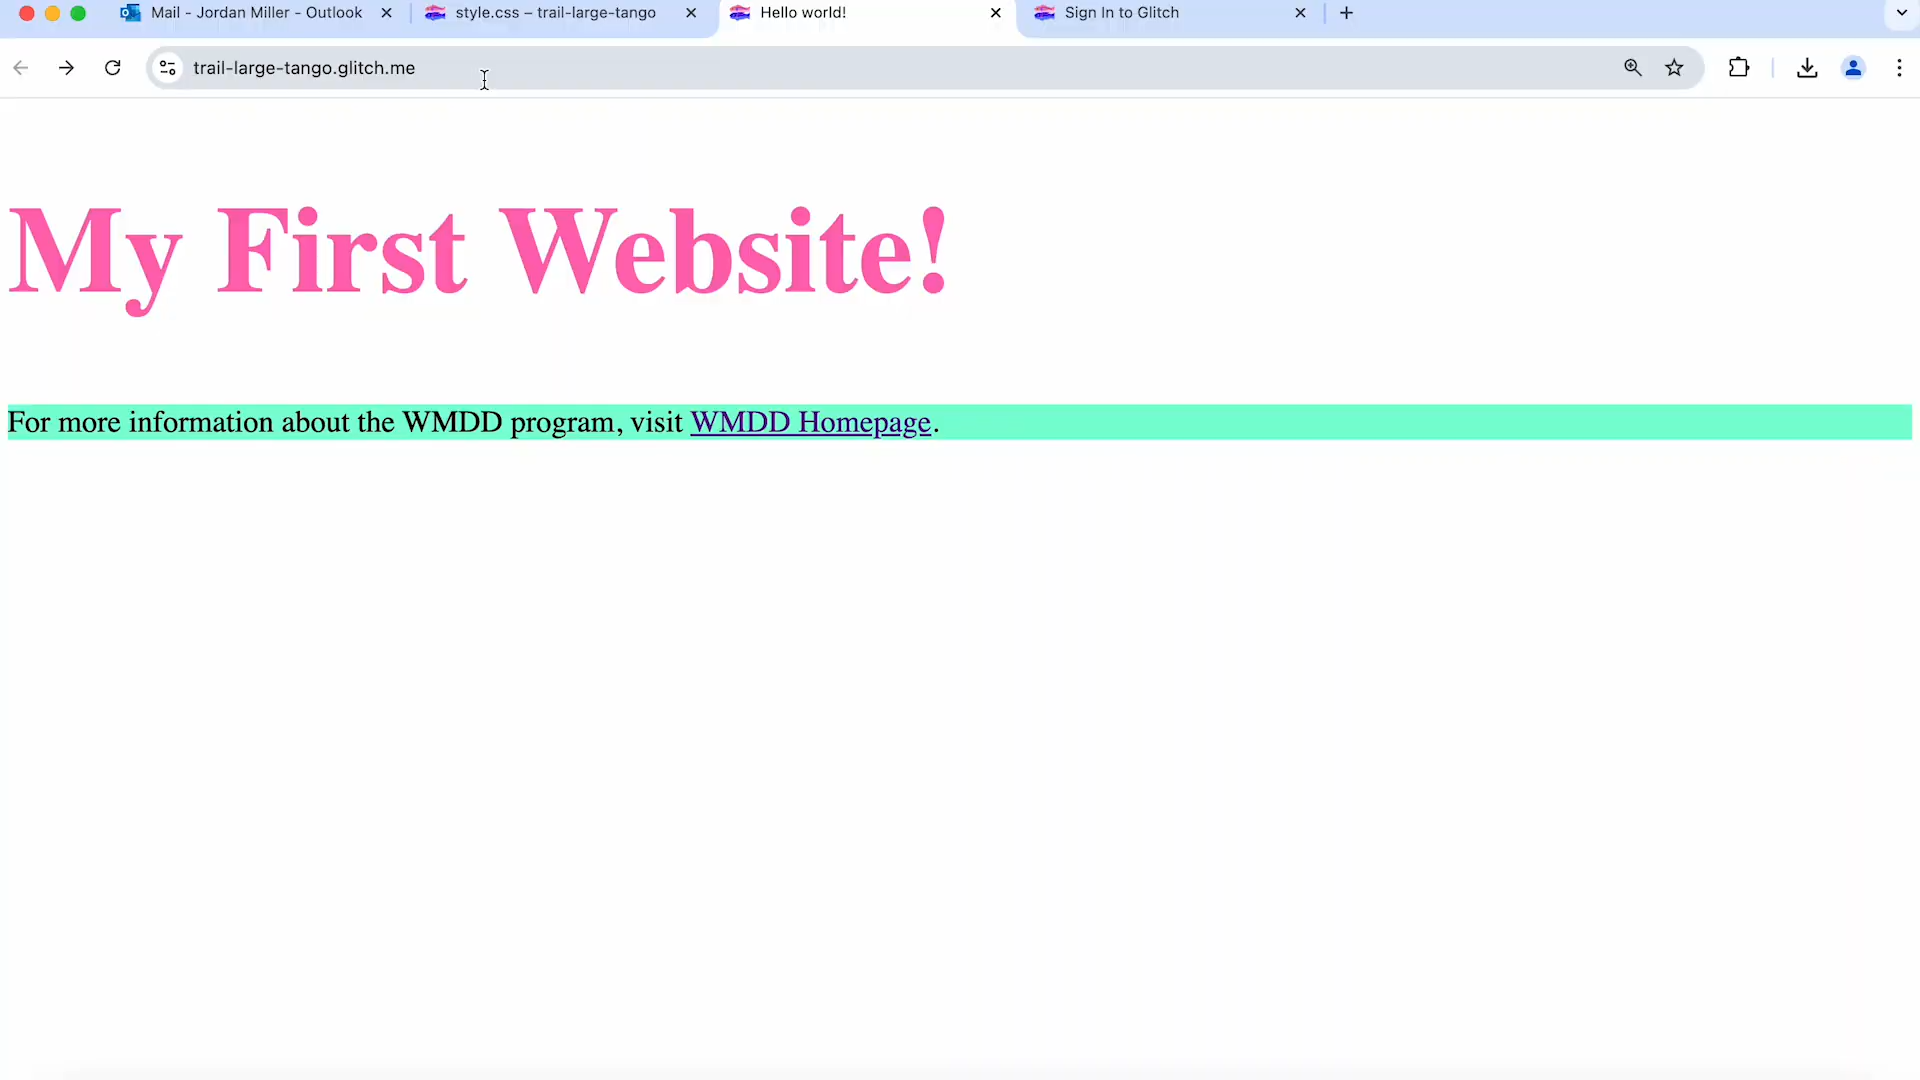 Mail - Jordan Miller - Outlook
style.css – trail-large-tango
Hello world!
Sign In to Glitch
trail-large-tango.glitch.me
My First Website!
For more information about the WMDD program, visit WMDD Homepage.